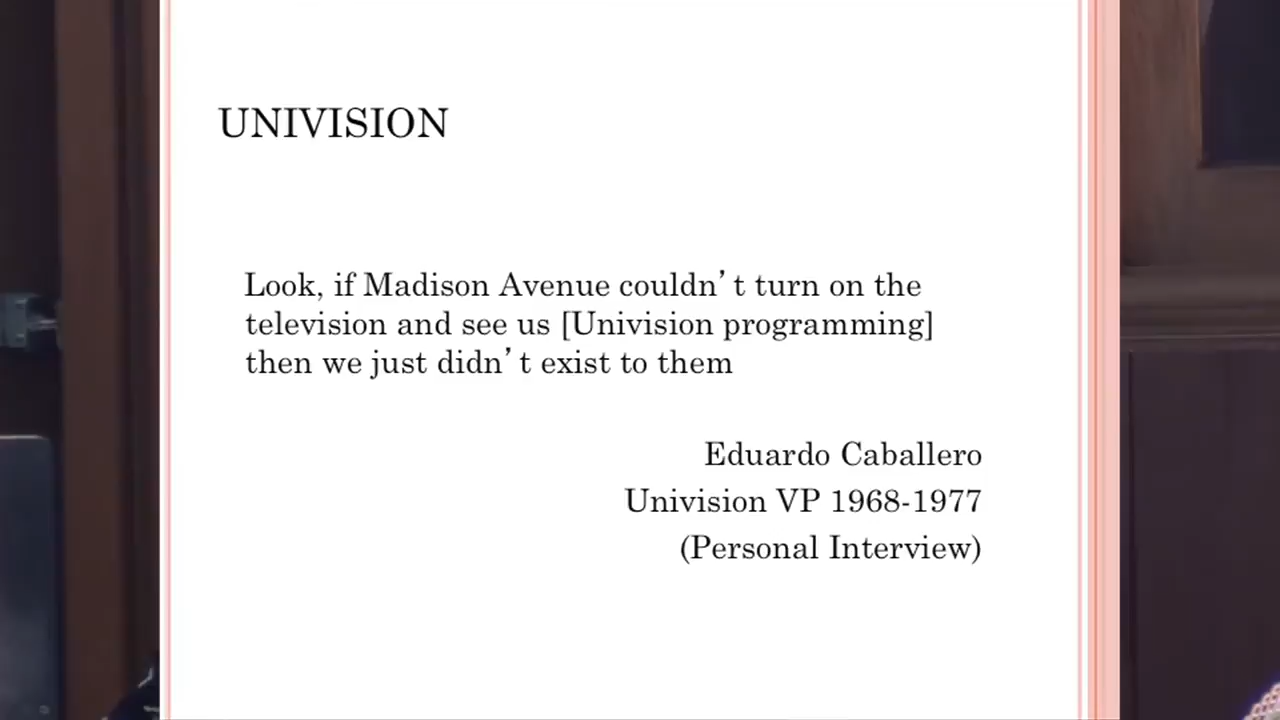 UNIVISION
Look, if Madison Avenue couldn’t turn on the
television and see us [Univision programming]
then we just didn’t exist to them
Eduardo Caballero
Univision VP 1968-1977
(Personal Interview)